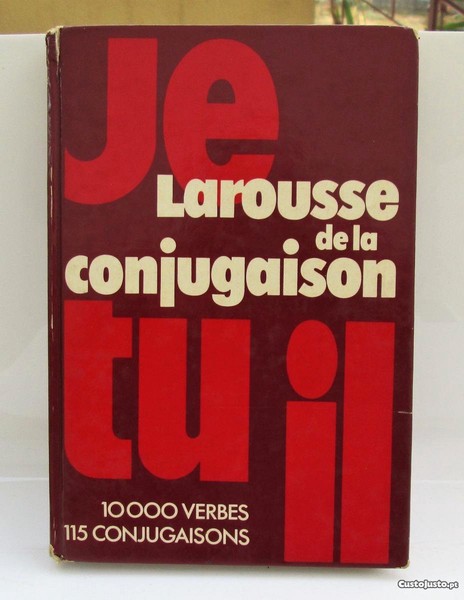 Je
Larousse
de la
conjugaison
tu il
10 000 VERBES
115 CONJUGAISONS
CustoJusto.pt